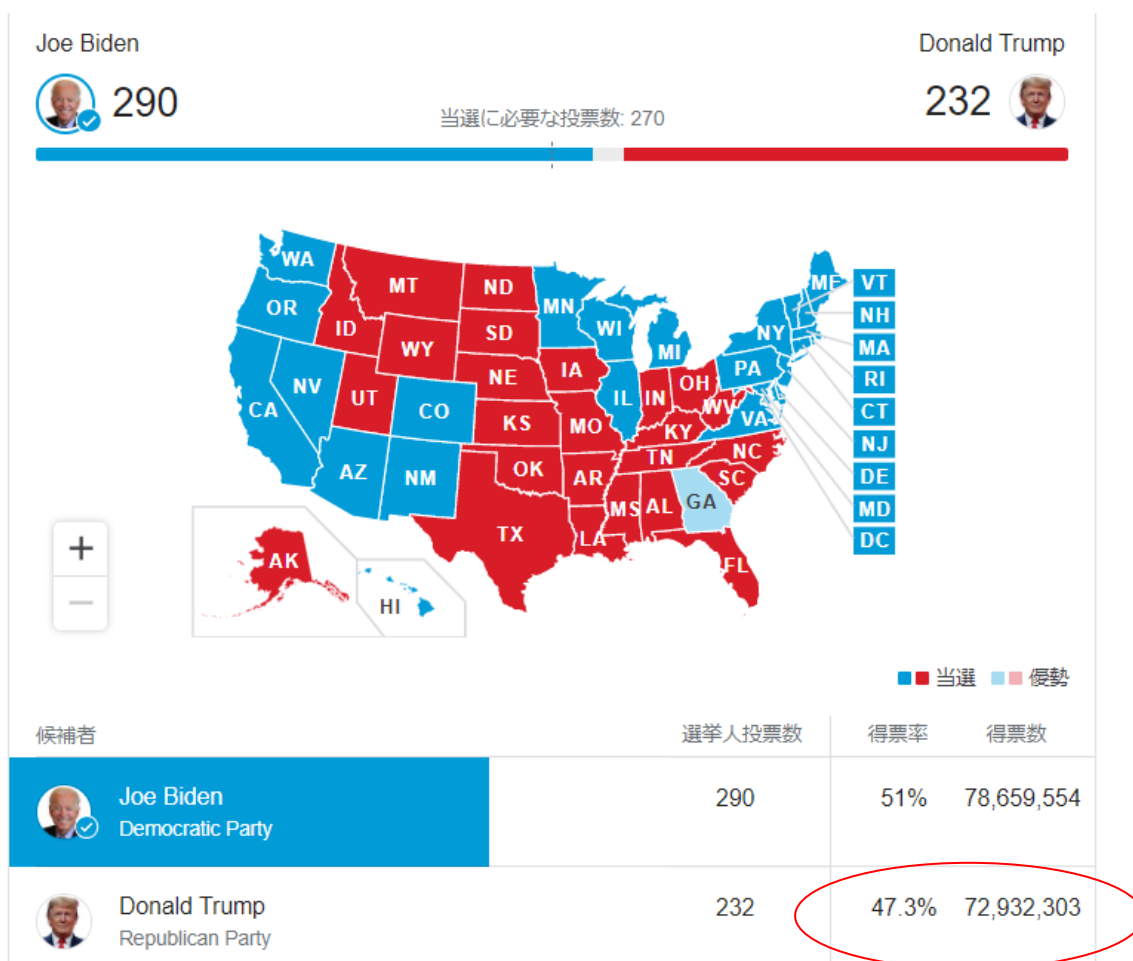 Joe Biden
Donald Trump
290
当選に必要な投票数: 270
232
WA
MT
ND
MN
ME
VT
OR
ID
SD
WI
NH
WY
MI
NY
MA
NE
IA
PA
RI
NV
UT
CO
IL
IN
OH
CA
KS
MO
WV
VA
CT
KY
NJ
AZ
NM
OK
AR
TN
NC
DE
SC
MS
AL
GA
MD
TX
LA
DC
FL
AK
HI
+
−
当選 優勢
候補者 選挙人投票数 得票率 得票数
Joe Biden 290 51% 78,659,554
Democratic Party
Donald Trump 232 47.3% 72,932,303
Republican Party